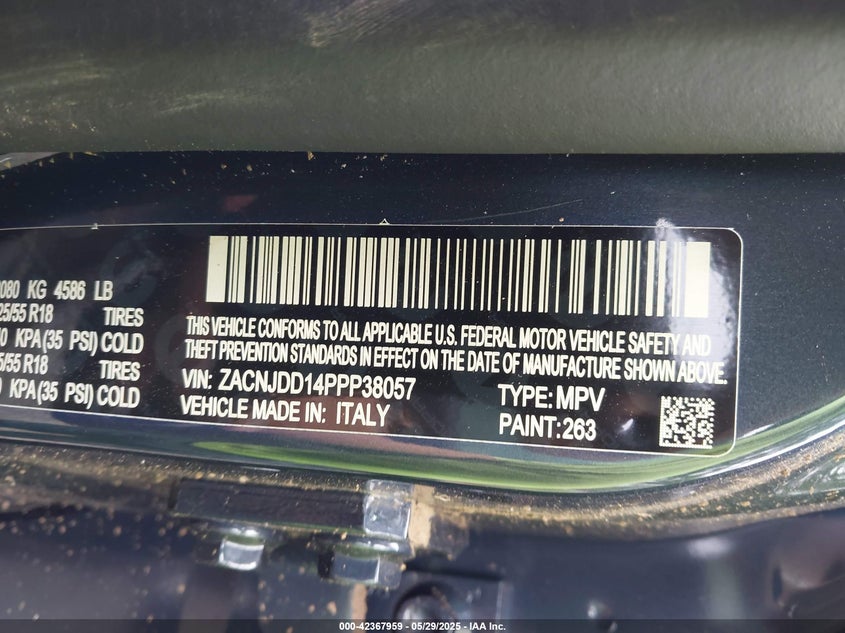 080 KG 4586 LB
25/55 R18 TIRES
0 KPA(35 PSI) COLD
5/55 R18 TIRES
0 KPA(35 PSI) COLD
THIS VEHICLE CONFORMS TO ALL APPLICABLE U.S. FEDERAL MOTOR VEHICLE SAFETY AND
THEFT PREVENTION STANDARDS IN EFFECT ON THE DATE OF MANUFACTURE SHOWN ABOVE.
VIN: ZACNJDD14PPP38057 TYPE: MPV
VEHICLE MADE IN: ITALY PAINT: 263
000-42367959 — 05/29/2025 — IAA Inc.